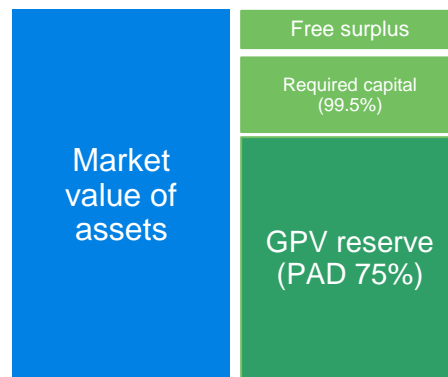 Market
value of
assets
Free surplus
Required capital
(99.5%)
GPV reserve
(PAD 75%)